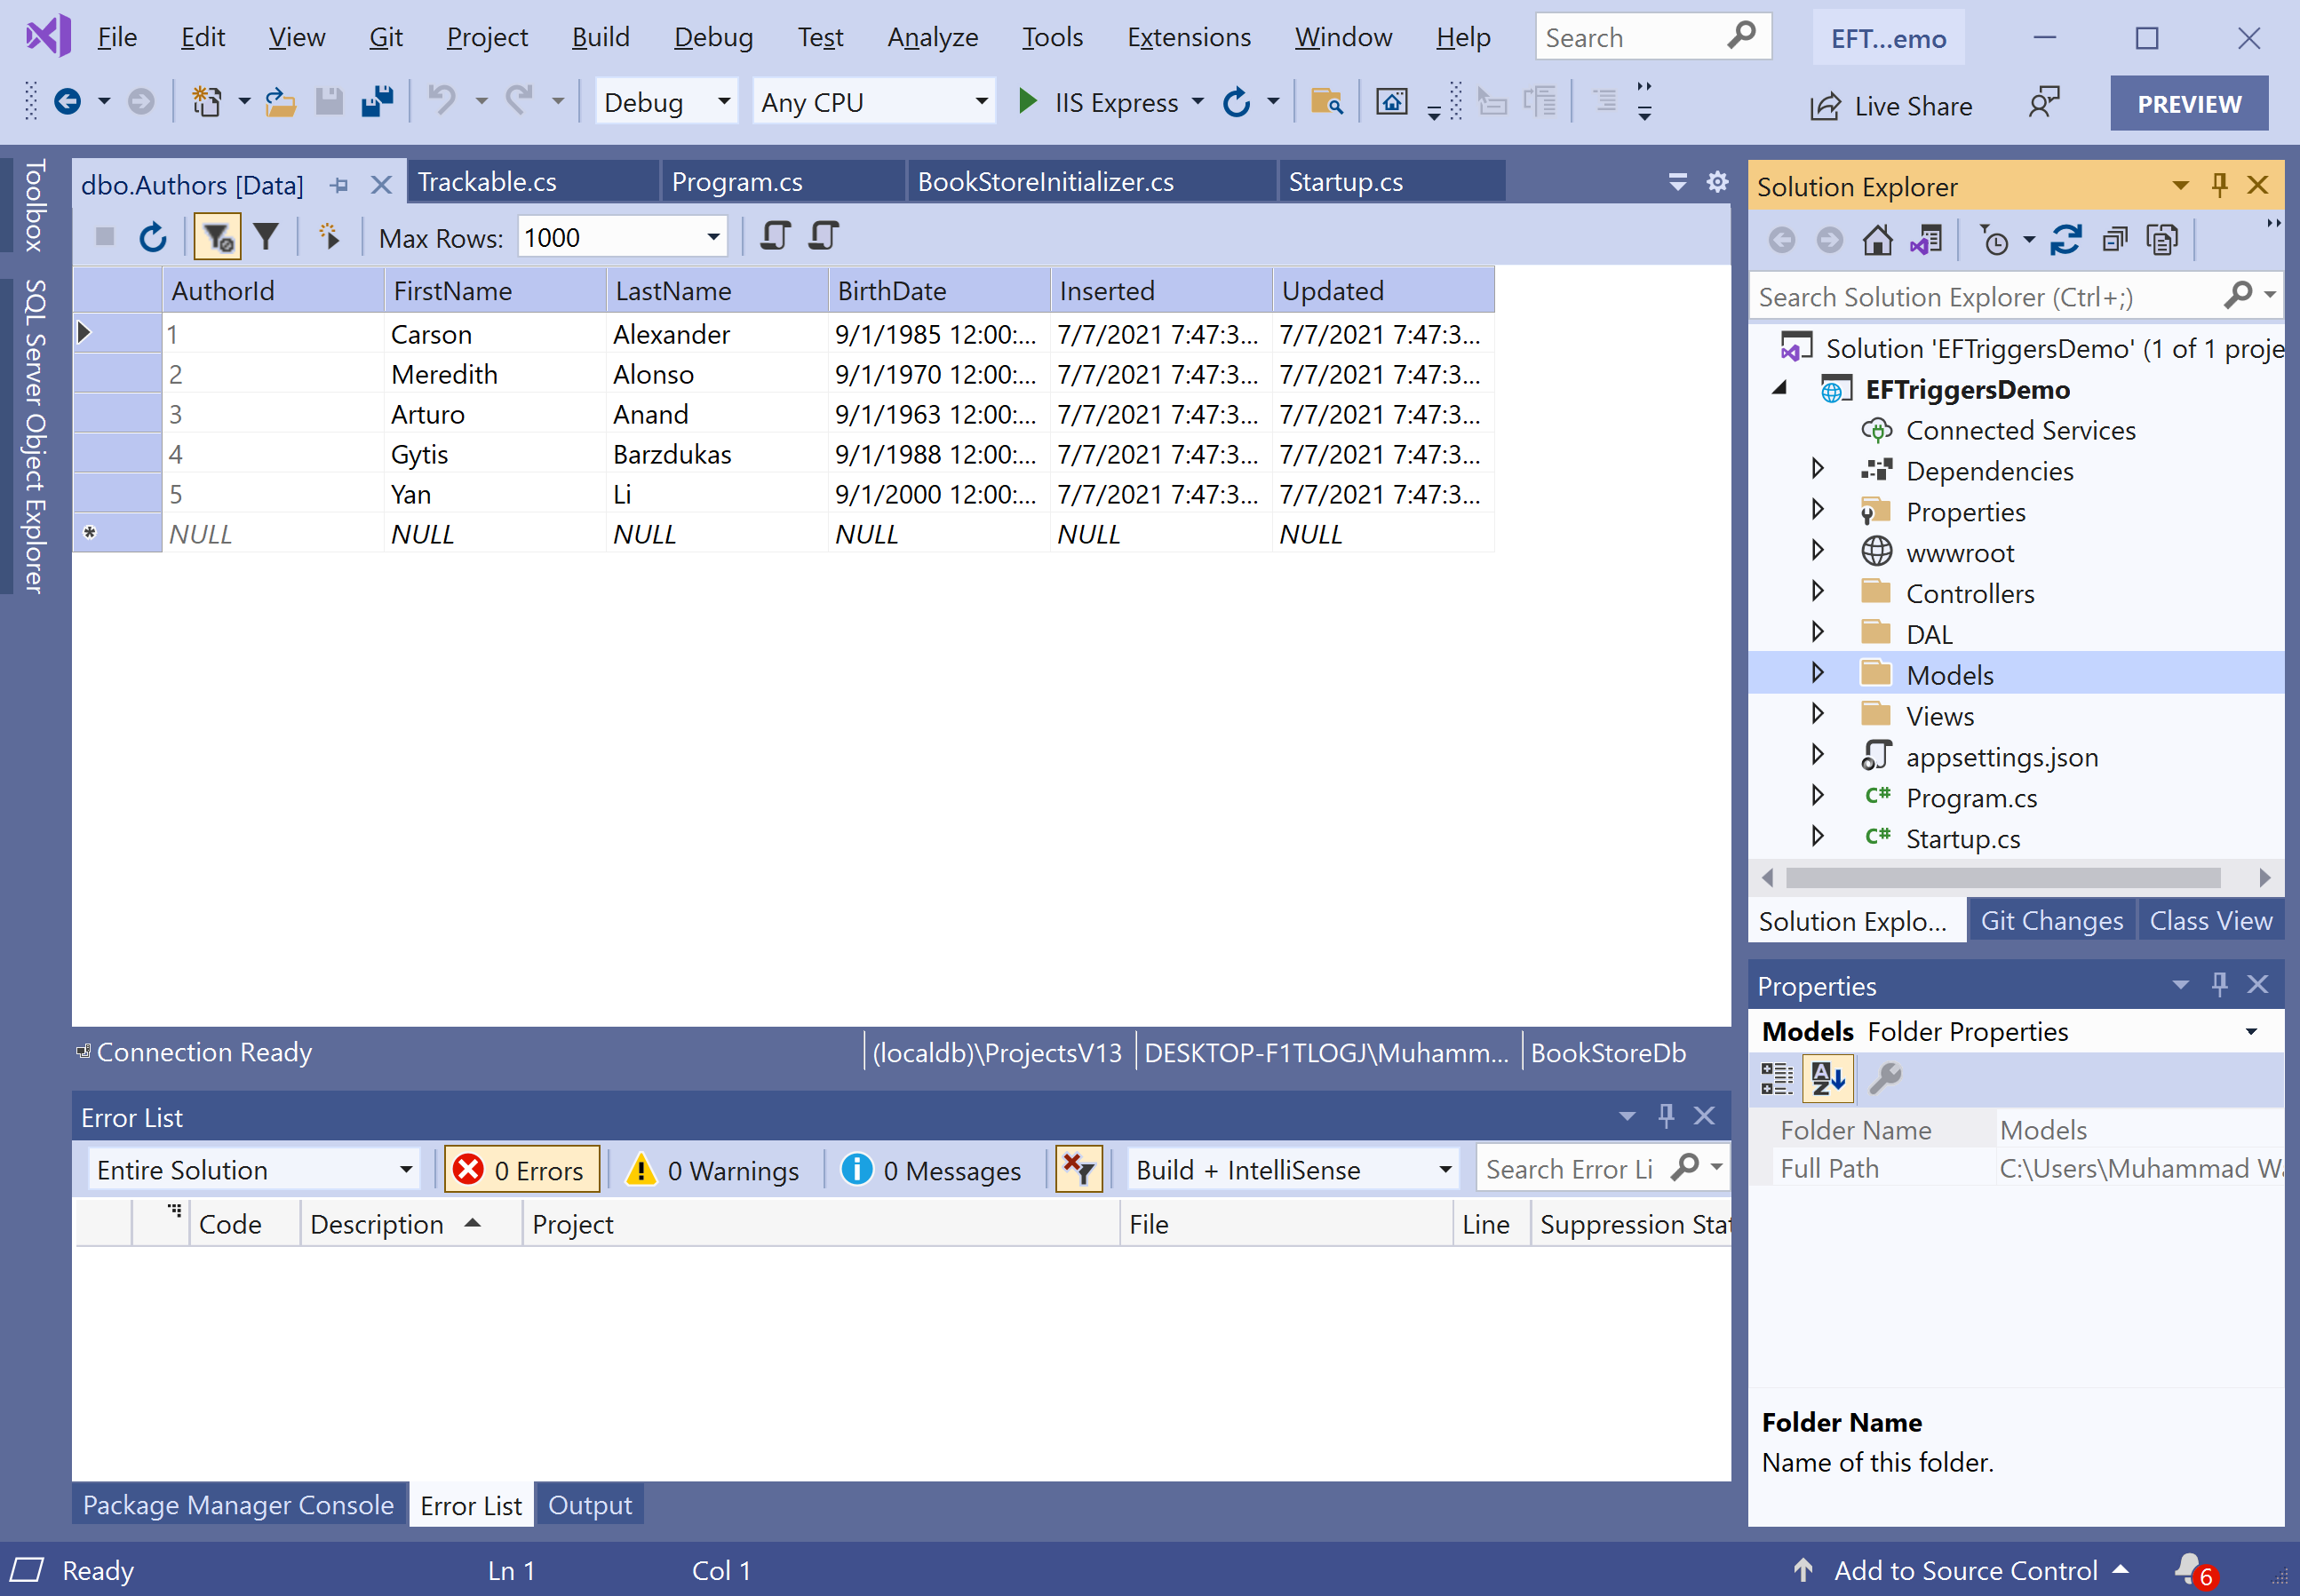 File Edit View Git Project Build Debug Test Analyze Tools Extensions Window Help Search EFT...emo
Debug Any CPU IIS Express Live Share PREVIEW
Toolbox
SQL Server Object Explorer
dbo.Authors [Data] Trackable.cs Program.cs BookStoreInitializer.cs Startup.cs
Max Rows: 1000
AuthorId FirstName LastName BirthDate Inserted Updated
1 Carson Alexander 9/1/1985 12:00:... 7/7/2021 7:47:3... 7/7/2021 7:47:3...
2 Meredith Alonso 9/1/1970 12:00:... 7/7/2021 7:47:3... 7/7/2021 7:47:3...
3 Arturo Anand 9/1/1963 12:00:... 7/7/2021 7:47:3... 7/7/2021 7:47:3...
4 Gytis Barzdukas 9/1/1988 12:00:... 7/7/2021 7:47:3... 7/7/2021 7:47:3...
5 Yan Li 9/1/2000 12:00:... 7/7/2021 7:47:3... 7/7/2021 7:47:3...
NULL NULL NULL NULL NULL NULL
Connection Ready (localdb)\ProjectsV13 DESKTOP-F1TLOGJ\Muhamm... BookStoreDb
Error List
Entire Solution 0 Errors 0 Warnings 0 Messages Build + IntelliSense Search Error Li
Code Description Project File Line Suppression Stat
Package Manager Console Error List Output
Solution Explorer
Search Solution Explorer (Ctrl+;)
Solution 'EFTriggersDemo' (1 of 1 proje
EFTriggersDemo
Connected Services
Dependencies
Properties
wwwroot
Controllers
DAL
Models
Views
appsettings.json
C# Program.cs
C# Startup.cs
Solution Explo... Git Changes Class View
Properties
Models Folder Properties
Folder Name Models
Full Path C:\Users\Muhammad Wa
Folder Name
Name of this folder.
Ready Ln 1 Col 1 Add to Source Control 6